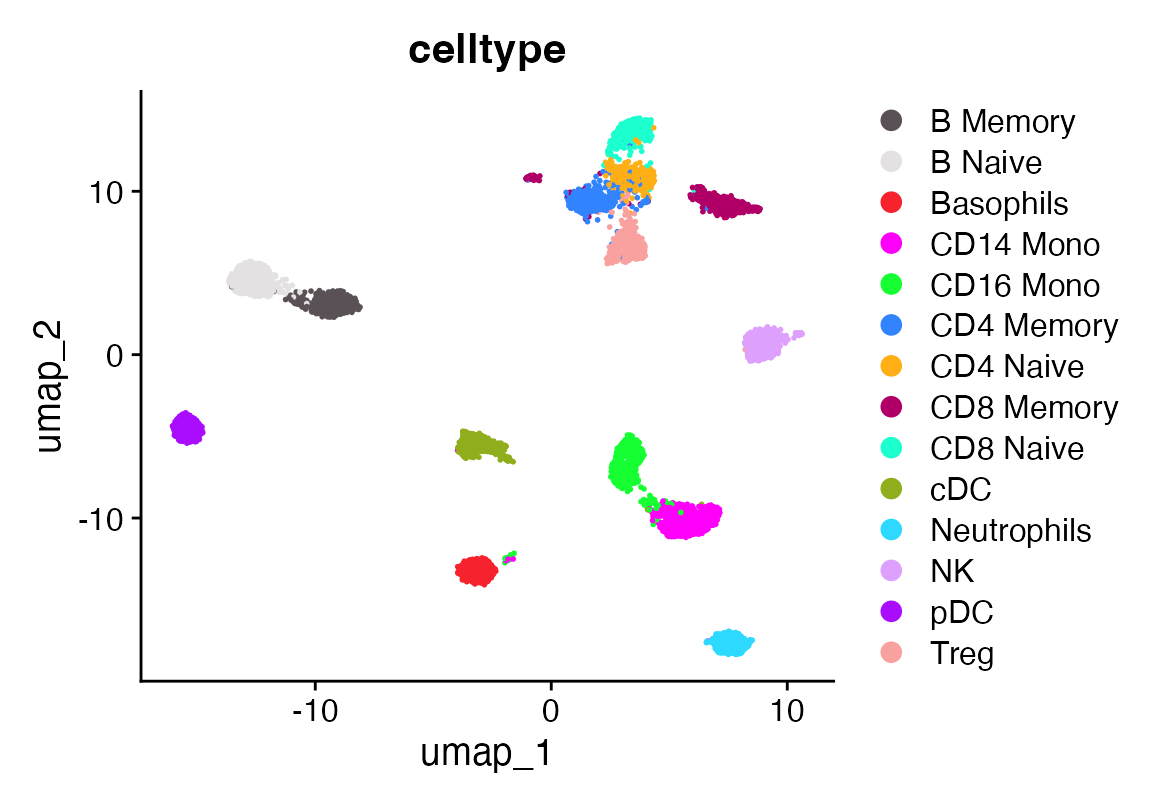 celltype
umap_2
10
0
-10
-10
0
10
umap_1
B Memory
B Naive
Basophils
CD14 Mono
CD16 Mono
CD4 Memory
CD4 Naive
CD8 Memory
CD8 Naive
cDC
Neutrophils
NK
pDC
Treg